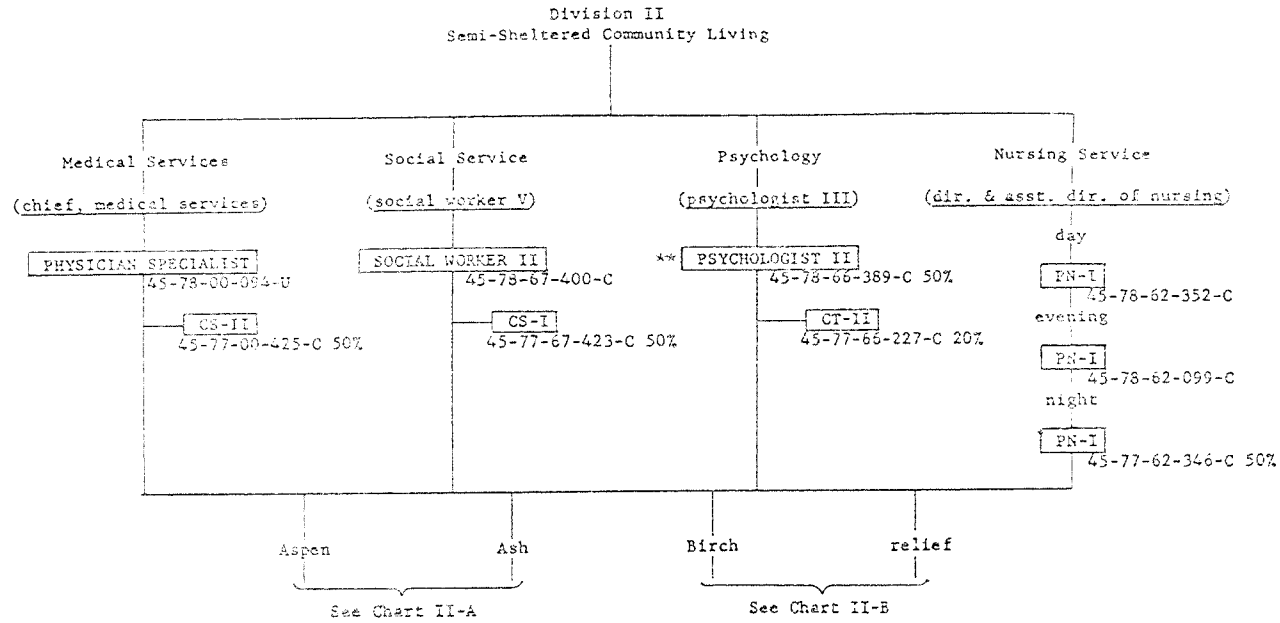 Division II
Semi-Sheltered Community Living
Medical Services
Social Service
Psychology
Nursing Service
(chief, medical services)
(social worker V)
(psychologist III)
(dir. & asst. dir. of nursing)
day
PHYSICIAN SPECIALIST
45-78-00-094-U
SOCIAL WORKER II
45-78-67-400-C
** PSYCHOLOGIST II
45-78-66-389-C 50%
PN-I
45-78-62-352-C
CS-II
45-77-00-425-C 50%
CS-I
45-77-67-423-C 50%
CT-II
45-77-66-227-C 20%
evening
PN-I
45-78-62-099-C
night
PN-I
45-77-62-346-C 50%
Aspen
Ash
Birch
relief
See Chart II-A
See Chart II-B